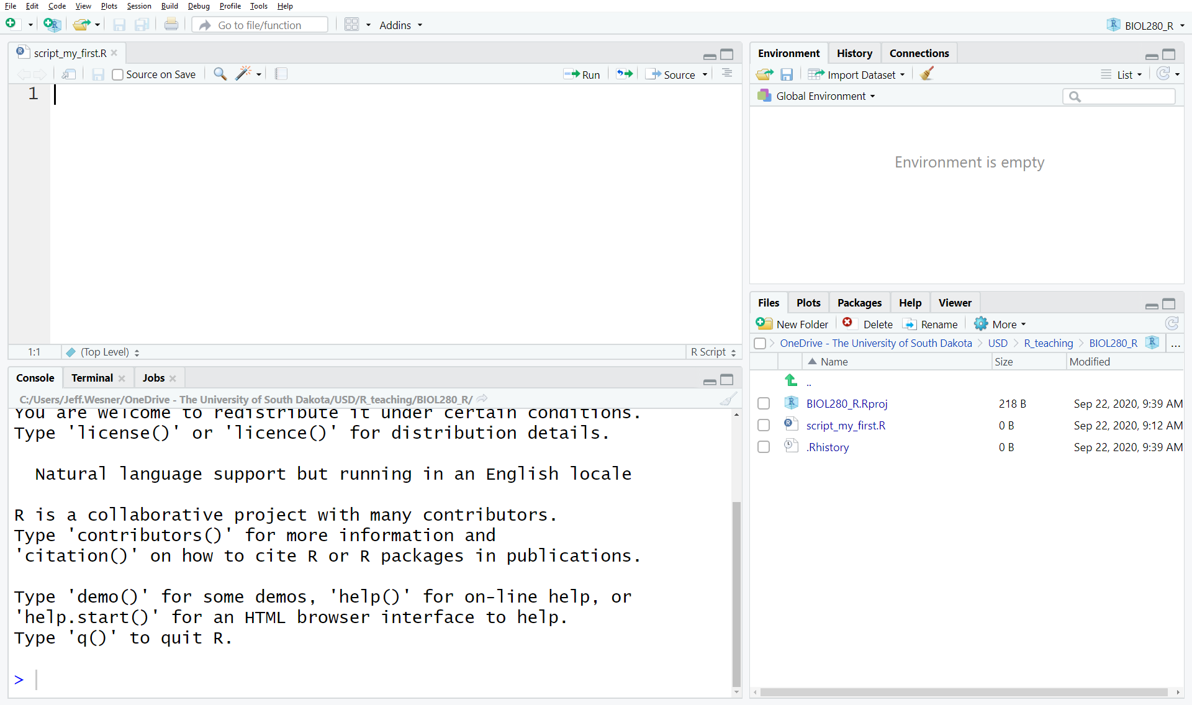 File Edit Code View Plots Session Build Debug Profile Tools Help
Go to file/function Addins BIOL280_R
script_my_first.R
Source on Save Run Source
1
1:1 (Top Level) R Script
Console Terminal Jobs
C:/Users/Jeff.Wesner/OneDrive - The University of South Dakota/USD/R_teaching/BIOL280_R/
You are welcome to redistribute it under certain conditions.
Type 'license()' or 'licence()' for distribution details.
Natural language support but running in an English locale
R is a collaborative project with many contributors.
Type 'contributors()' for more information and
'citation()' on how to cite R or R packages in publications.
Type 'demo()' for some demos, 'help()' for on-line help, or
'help.start()' for an HTML browser interface to help.
Type 'q()' to quit R.
>
Environment History Connections
Import Dataset List
Global Environment
Environment is empty
Files Plots Packages Help Viewer
New Folder Delete Rename More
OneDrive - The University of South Dakota > USD > R_teaching > BIOL280_R ...
Name Size Modified
..
BIOL280_R.Rproj 218 B Sep 22, 2020, 9:39 AM
script_my_first.R 0 B Sep 22, 2020, 9:12 AM
.Rhistory 0 B Sep 22, 2020, 9:39 AM